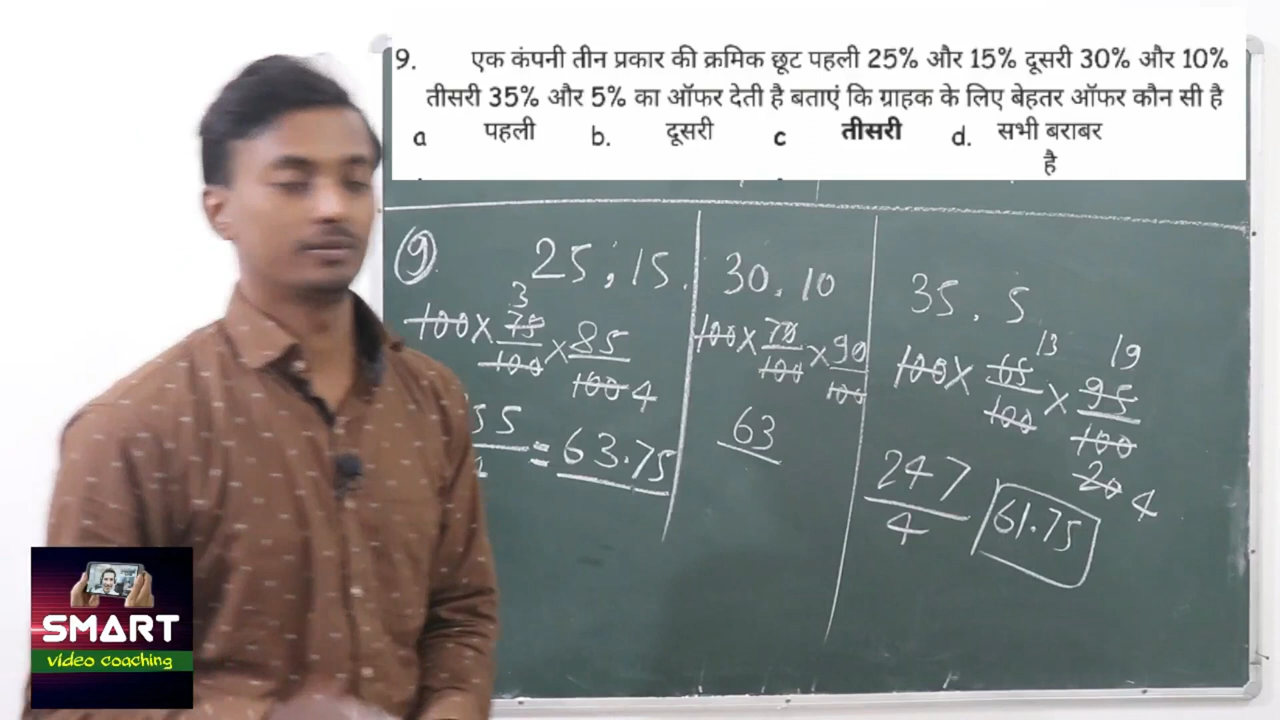 9. एक कंपनी तीन प्रकार की क्रमिक छूट पहली 25% और 15% दूसरी 30% और 10%
तीसरी 35% और 5% का ऑफर देती है बताएं कि ग्राहक के लिए बेहतर ऑफर कौन सी है
a पहली b. दूसरी c तीसरी d. सभी बराबर
है
9 25, 15.
3
100 × 75/100 × 85/100 4
55/ = 63.75
30. 10
100 × 70/100 × 90/100
63
35. 5
13 19
100 × 65/100 × 95/100
20 4
247/4 61.75
SMART
video coaching